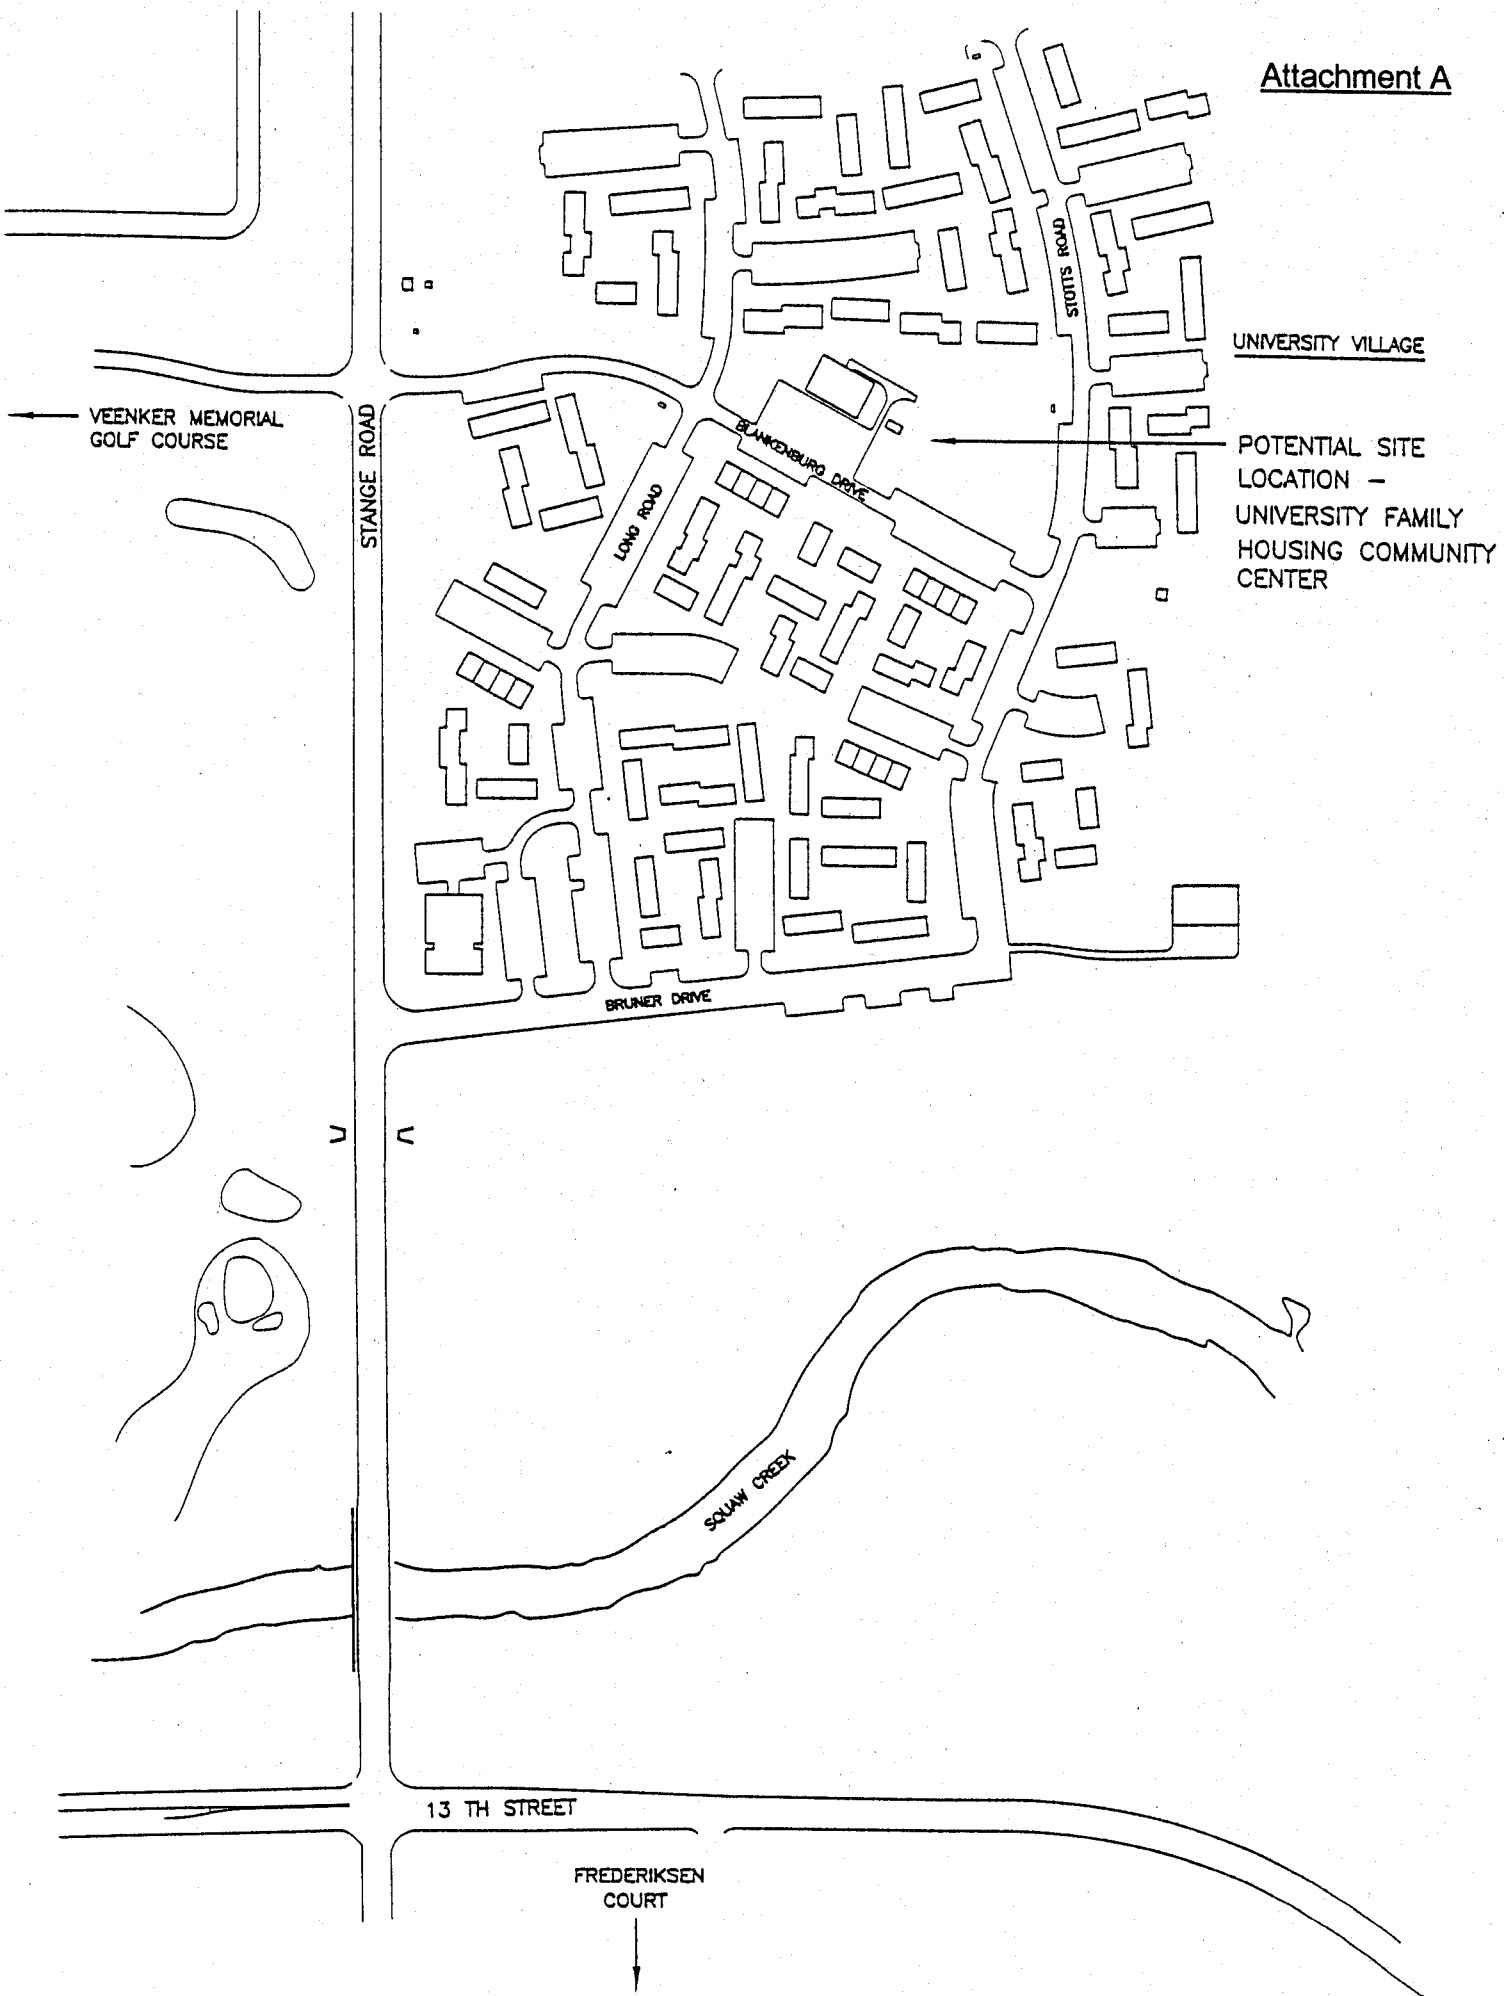 Attachment A
STOTTS ROAD
UNIVERSITY VILLAGE
VEENKER MEMORIAL
GOLF COURSE
STANGE ROAD
BLANKENBURG DRIVE
POTENTIAL SITE
LOCATION –
UNIVERSITY FAMILY
HOUSING COMMUNITY
CENTER
LONG ROAD
BRUNER DRIVE
SQUAW CREEK
13 TH STREET
FREDERIKSEN
COURT